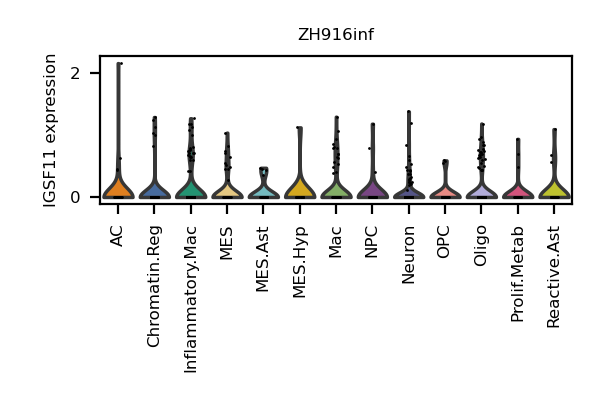 ZH916inf
IGSF11 expression
2
0
AC
Chromatin.Reg
Inflammatory.Mac
MES
MES.Ast
MES.Hyp
Mac
NPC
Neuron
OPC
Oligo
Prolif.Metab
Reactive.Ast